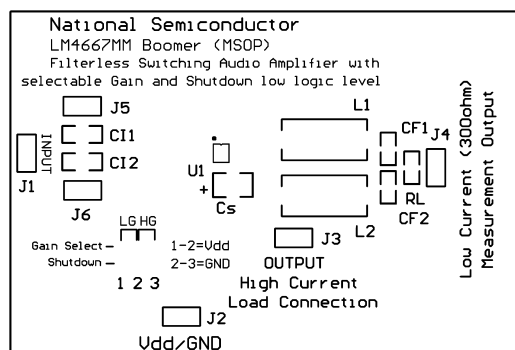 National Semiconductor
LM4667MM Boomer (MSOP)
Filterless Switching Audio Amplifier with
selectable Gain and Shutdown low logic level
J5
L1
CF1
J4
CI1
INPUT
U1
CI2
J1
+
Cs
RL
CF2
J6
L2
J3
LG HG
Gain Select
1-2=Vdd
Shutdown
2-3=GND
OUTPUT
1 2 3
High Current
Load Connection
J2
Vdd/GND
Low Current (300ohm)
Measurement Output